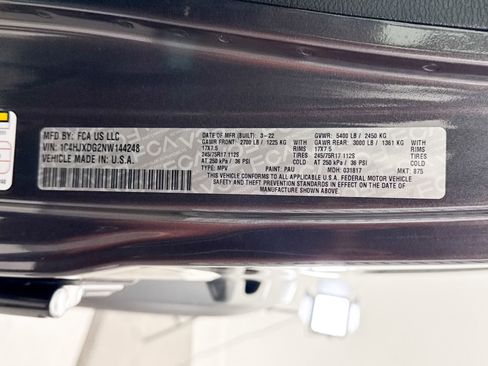 MFD BY: FCA US LLC
VIN: 1C4HJXDG2NW144248
VEHICLE MADE IN: U.S.A.
DATE OF MFR (BUILT): 3-22 GVWR: 5400 LB / 2450 KG
GAWR FRONT: 2700 LB / 1225 KG WITH GAWR REAR: 3000 LB / 1361 KG WITH
17X7.5 RIMS 17X7.5 RIMS
245/75R17 112S TIRES 245/75R17 112S TIRES
AT 250 kPa / 36 PSI COLD AT 250 kPa / 36 PSI COLD
TYPE: MPV PAINT: PAU MDH: 031817 MKT: 875
THIS VEHICLE CONFORMS TO ALL APPLICABLE U.S.A. FEDERAL MOTOR VEHICLE
SAFETY AND THEFT PREVENTION STANDARDS IN EFFECT ON THE DATE OF
MANUFACTURE SHOWN ABOVE.